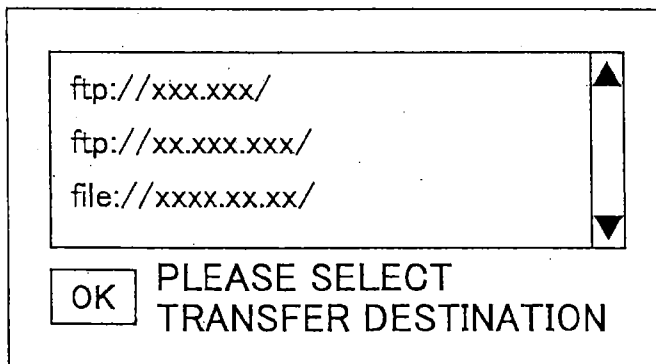 ftp://xxx.xxx/
ftp://xx.xxx.xxx/
file://xxxx.xx.xx/
OK
PLEASE SELECT
TRANSFER DESTINATION